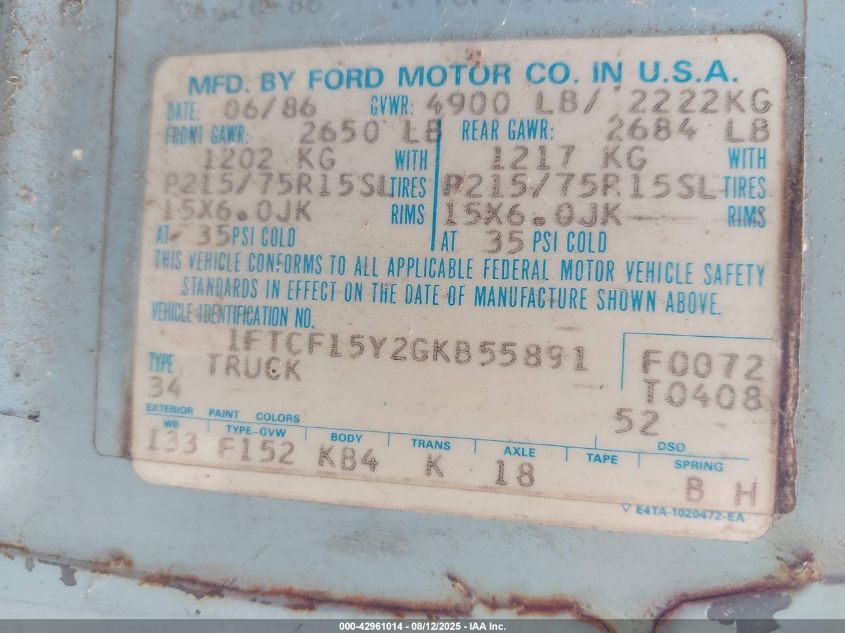 MFD. BY FORD MOTOR CO. IN U.S.A.
DATE: 06/86 GVWR: 4900 LB/ 2222KG
FRONT GAWR: 2650 LB REAR GAWR: 2684 LB
1202 KG WITH 1217 KG WITH
P215/75R15SL TIRES P215/75R15SL TIRES
15X6.0JK RIMS 15X6.0JK RIMS
AT 35 PSI COLD AT 35 PSI COLD
THIS VEHICLE CONFORMS TO ALL APPLICABLE FEDERAL MOTOR VEHICLE SAFETY
STANDARDS IN EFFECT ON THE DATE OF MANUFACTURE SHOWN ABOVE.
VEHICLE IDENTIFICATION NO.
1FTCF15Y2GKB55891 F0072
TYPE TRUCK T0408
34 52
EXTERIOR PAINT COLORS DSO
WB TYPE-GVW BODY TRANS AXLE TAPE SPRING
133 F152 KB4 K 18 B H
E4TA-1020472-EA
000-42961014 - 08/12/2025 - IAA Inc.